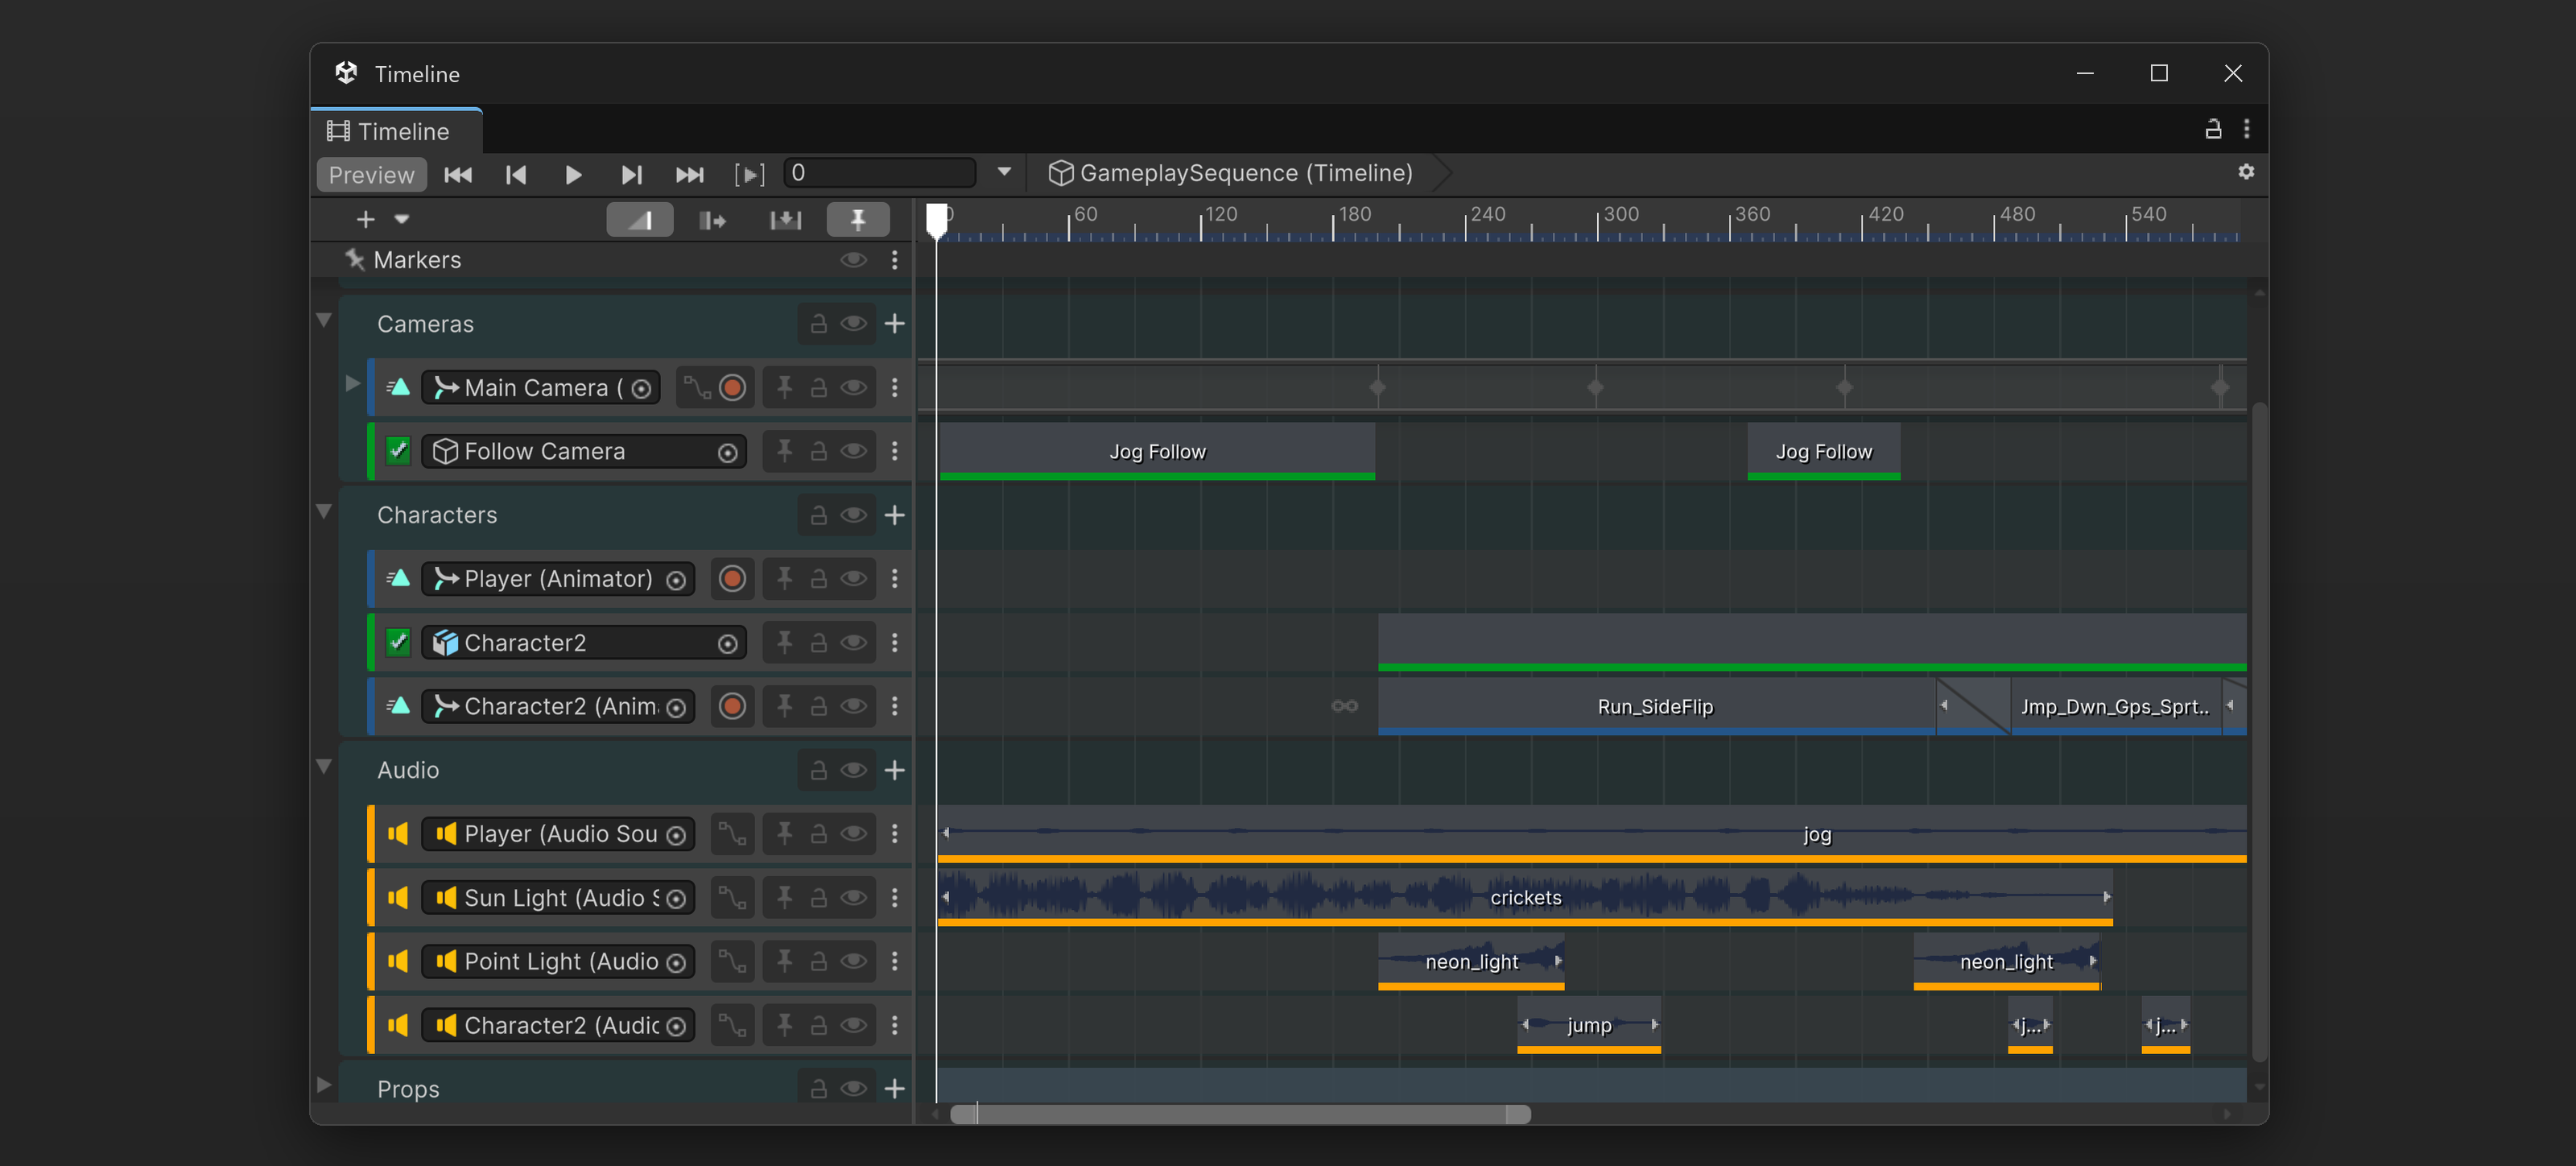 Timeline
Timeline
Preview
0
GameplaySequence (Timeline)
60 120 180 240 300 360 420 480 540
Markers
Cameras
Main Camera (
Follow Camera
Jog Follow
Jog Follow
Characters
Player (Animator)
Character2
Character2 (Anim
Run_SideFlip
Jmp_Dwn_Gps_Sprt..
Audio
Player (Audio Sou
jog
Sun Light (Audio S
crickets
Point Light (Audio
neon_light
neon_light
Character2 (Audio
jump
j...
j...
Props